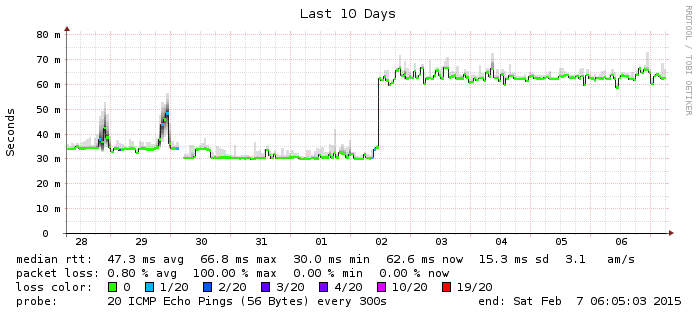 Last 10 Days
RRDTOOL / TOBI OETIKER
Seconds
80 m
70 m
60 m
50 m
40 m
30 m
20 m
10 m
0
28 29 30 31 01 02 03 04 05 06
median rtt: 47.3 ms avg 66.8 ms max 30.0 ms min 62.6 ms now 15.3 ms sd 3.1 am/s
packet loss: 0.80 % avg 100.00 % max 0.00 % min 0.00 % now
loss color: 0 1/20 2/20 3/20 4/20 10/20 19/20
probe: 20 ICMP Echo Pings (56 Bytes) every 300s end: Sat Feb 7 06:05:03 2015